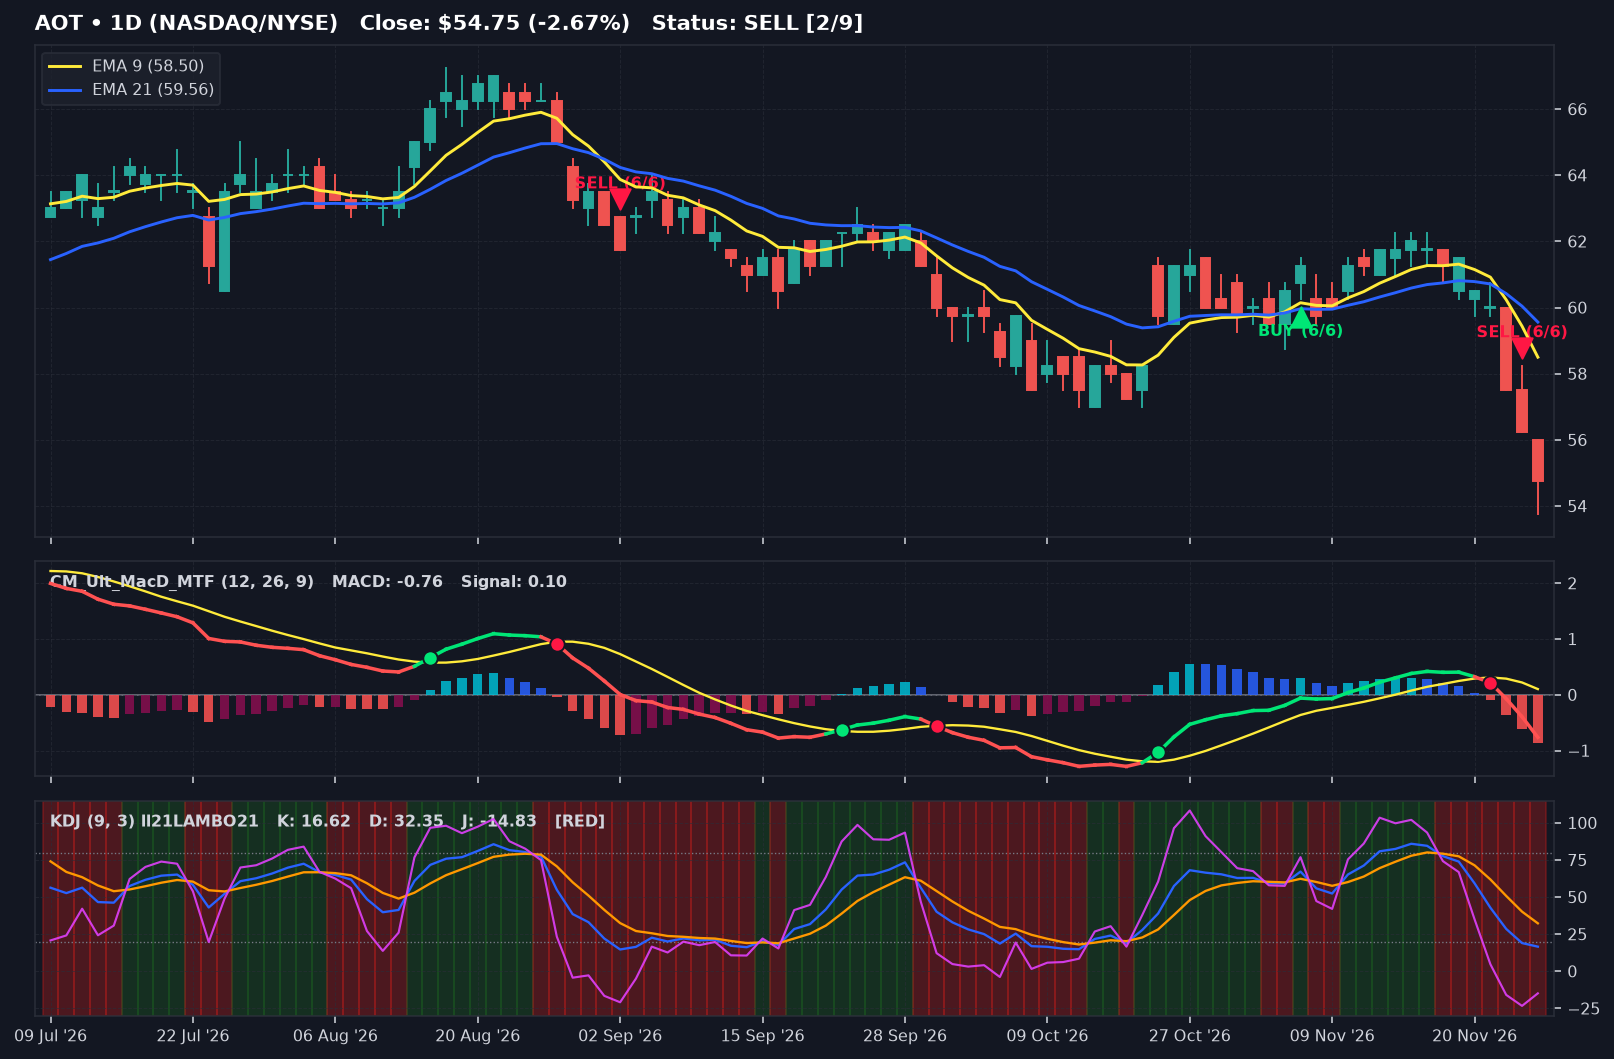 AOT • 1D (NASDAQ/NYSE) Close: $54.75 (-2.67%) Status: SELL [2/9]
EMA 9 (58.50)
EMA 21 (59.56)
66
64
62
60
58
56
54
SELL (6/6)
BUY (6/6)
SELL (6/6)
CM_Ult_MacD_MTF (12, 26, 9) MACD: -0.76 Signal: 0.10
2
1
0
−1
KDJ (9, 3) ll21LAMBO21 K: 16.62 D: 32.35 J: -14.83 [RED]
100
75
50
25
0
−25
09 Jul '26 22 Jul '26 06 Aug '26 20 Aug '26 02 Sep '26 15 Sep '26 28 Sep '26 09 Oct '26 27 Oct '26 09 Nov '26 20 Nov '26